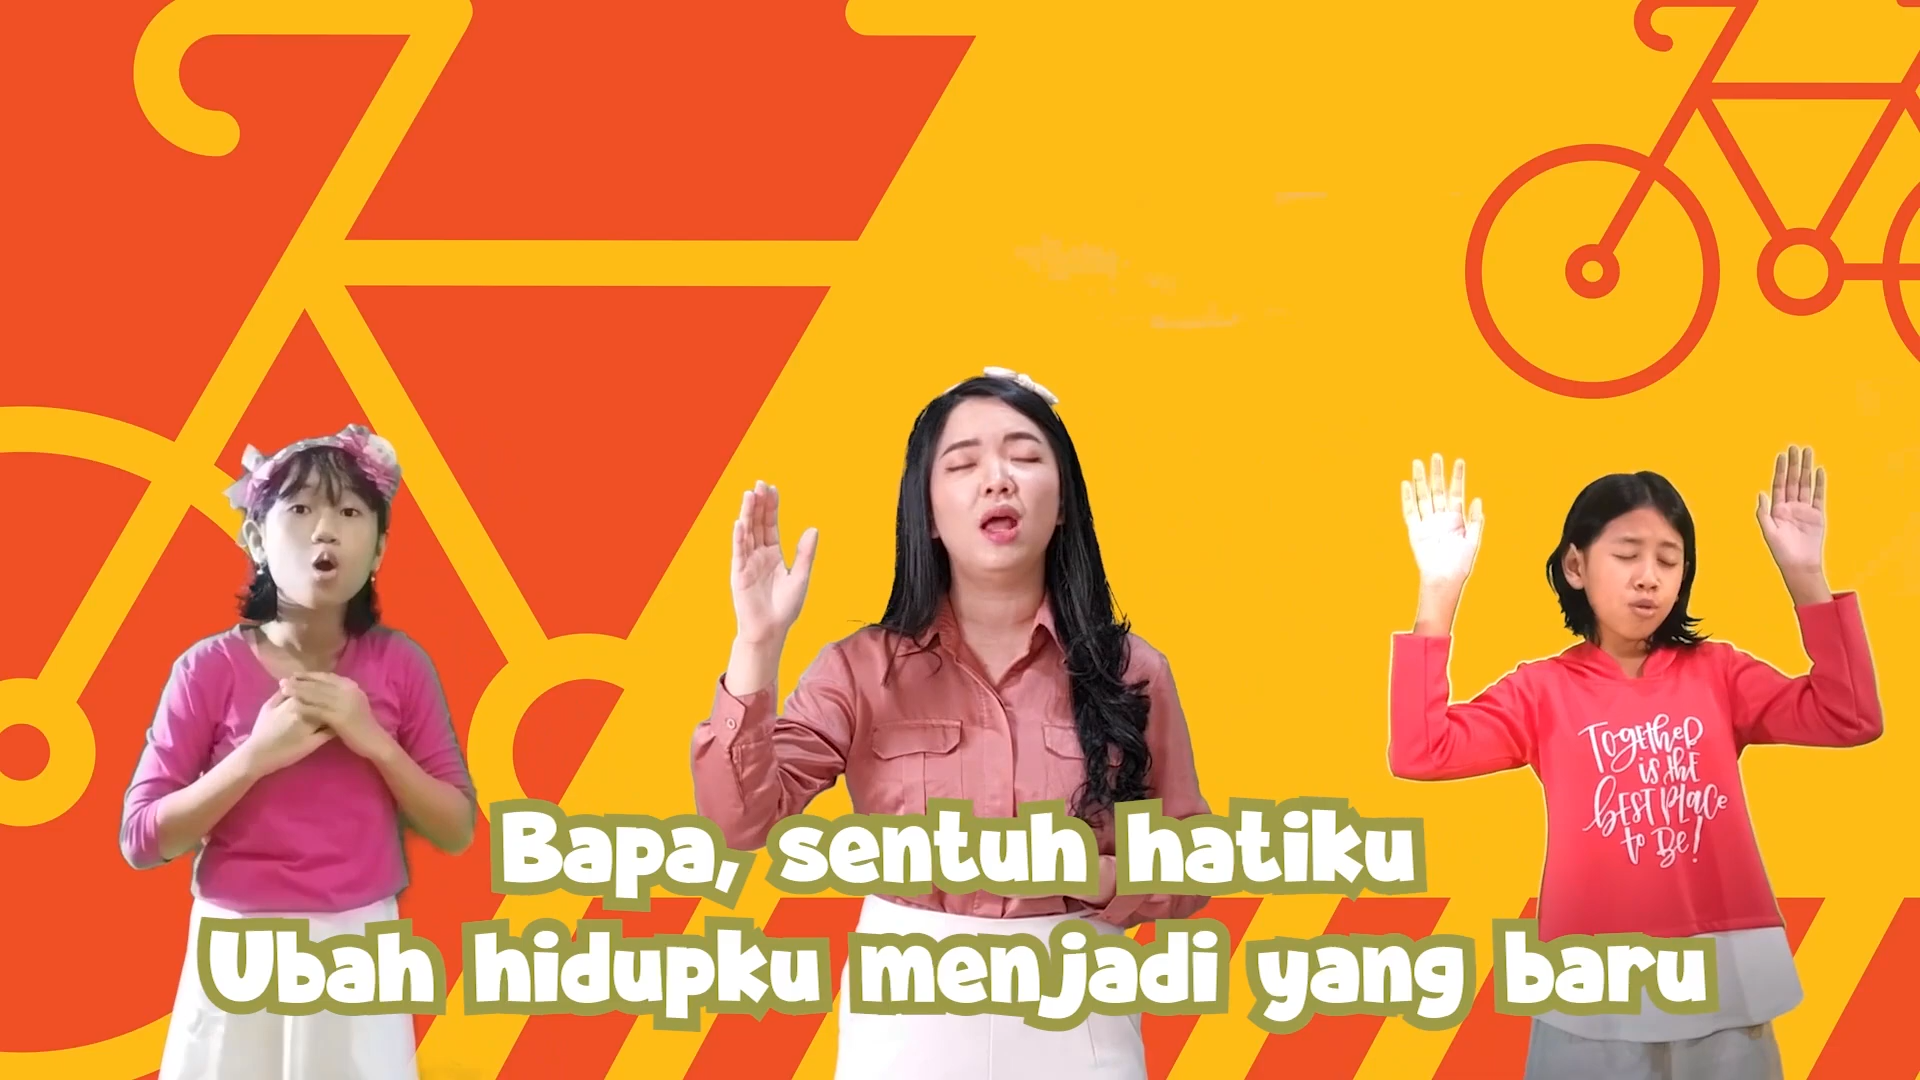 Together
is the
best place
to be!
Bapa, sentuh hatiku
Ubah hidupku menjadi yang baru